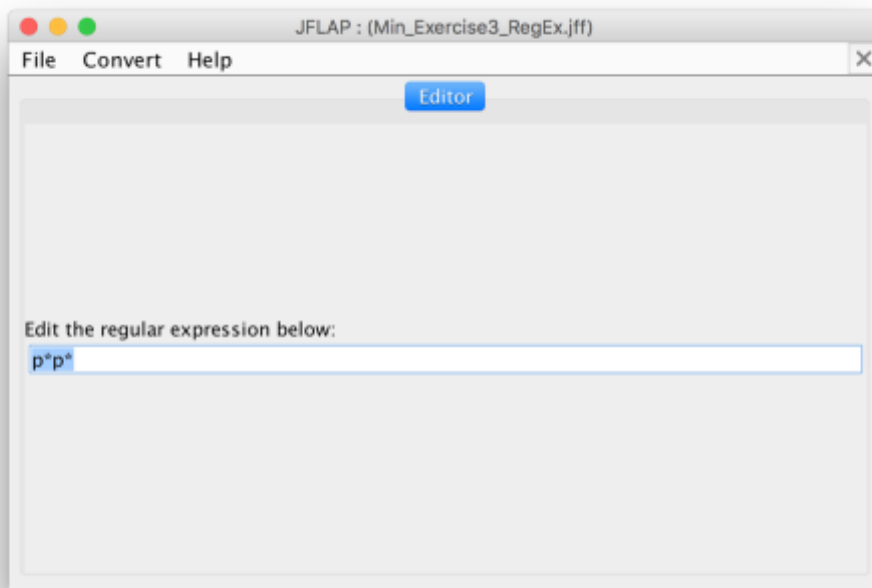 JFLAP : (Min_Exercise3_RegEx.jff)
File Convert Help
Editor
Edit the regular expression below:
p*p*